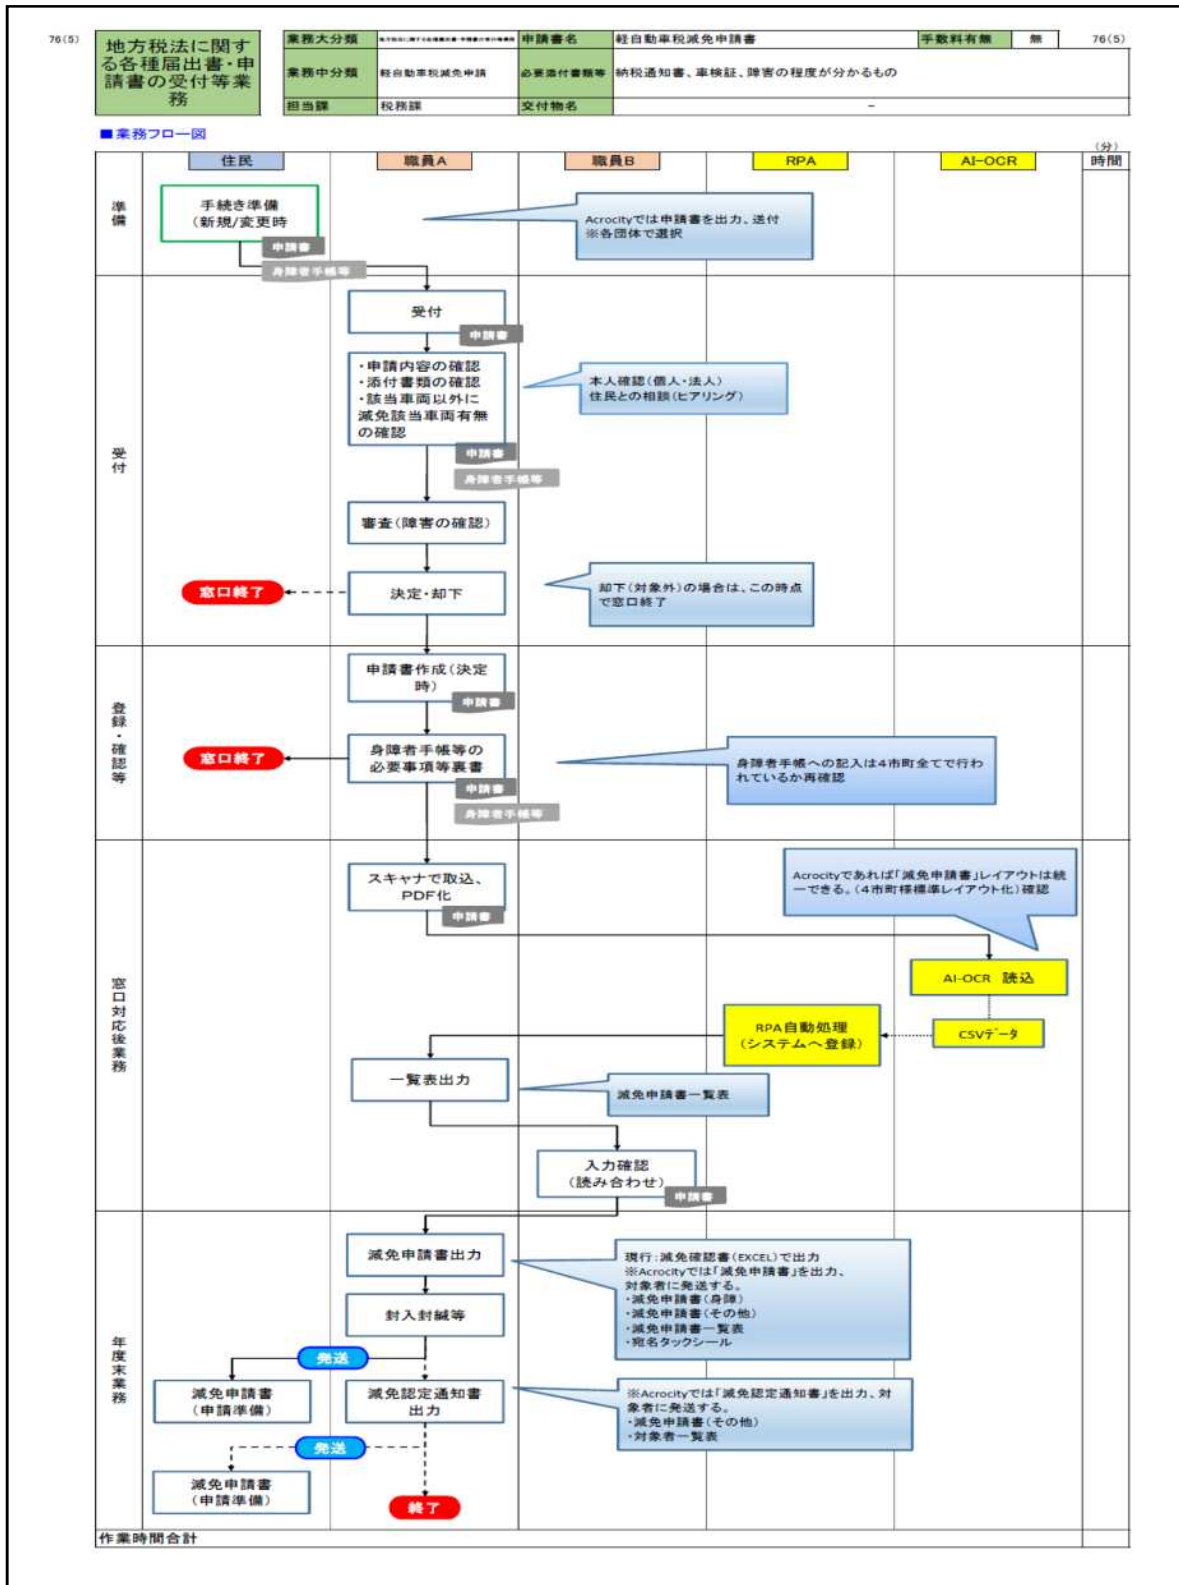 76(5)
地方税法に関す
る各種届出書・申
請書の受付等業
務
業務大分類
地方税法に関する各種届出書・申請書の受付等業務
申請書名
軽自動車税減免申請書
手数料有無
無
76(5)
業務中分類
軽自動車税減免申請
必要添付書類等
納税通知書、車検証、障害の程度が分かるもの
担当課
税務課
交付物名
－
■業務フロー図
住民
職員A
職員B
RPA
AI-OCR
(分)
時間
準備
手続き準備
(新規/変更時
申請書
身障者手帳等
Acrocityでは申請書を出力、送付
※各団体で選択
受付
受付
申請書
・申請内容の確認
・添付書類の確認
・該当車両以外に
減免該当車両有無
の確認
申請書
身障者手帳等
本人確認(個人・法人)
住民との相談(ヒアリング)
審査(障害の確認)
窓口終了
決定・却下
却下(対象外)の場合は、この時点
で窓口終了
登録・確認等
申請書作成(決定
時)
申請書
窓口終了
身障者手帳等の
必要事項等裏書
申請書
身障者手帳等
身障者手帳への記入は4市町全てで行わ
れているか再確認
窓口対応後業務
スキャナで取込、
PDF化
申請書
Acrocityであれば「減免申請書」レイアウトは統
一できる。(4市町様標準レイアウト化)確認
AI-OCR 読込
CSVデータ
RPA自動処理
(システムへ登録)
一覧表出力
減免申請書一覧表
入力確認
(読み合わせ)
申請書
年度末業務
減免申請書出力
現行:減免確認書(EXCEL)で出力
※Acrocityでは「減免申請書」を出力、
対象者に発送する。
・減免申請書(身障)
・減免申請書(その他)
・減免申請書一覧表
・宛名タックシール
封入封緘等
発送
減免申請書
(申請準備)
減免認定通知書
出力
※Acrocityでは「減免認定通知書」を出力、対
象者に発送する。
・減免申請書(その他)
・対象者一覧表
発送
減免申請書
(申請準備)
終了
作業時間合計